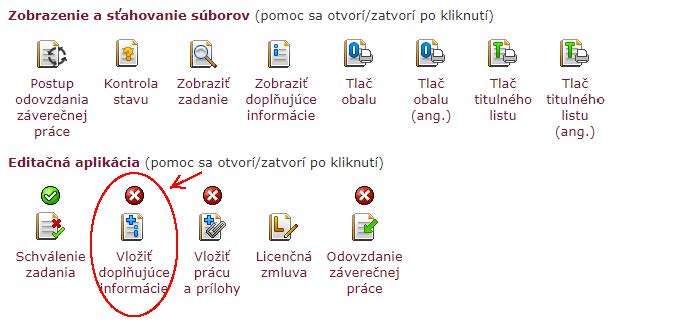 Zobrazenie a sťahovanie súborov (pomoc sa otvorí/zatvorí po kliknutí)
Postup odovzdania záverečnej práce
Kontrola stavu
Zobraziť zadanie
Zobraziť doplňujúce informácie
Tlač obalu
Tlač obalu (ang.)
Tlač titulného listu
Tlač titulného listu (ang.)
Editačná aplikácia (pomoc sa otvorí/zatvorí po kliknutí)
Schválenie zadania
Vložiť doplňujúce informácie
Vložiť prácu a prílohy
Licenčná zmluva
Odovzdanie záverečnej práce